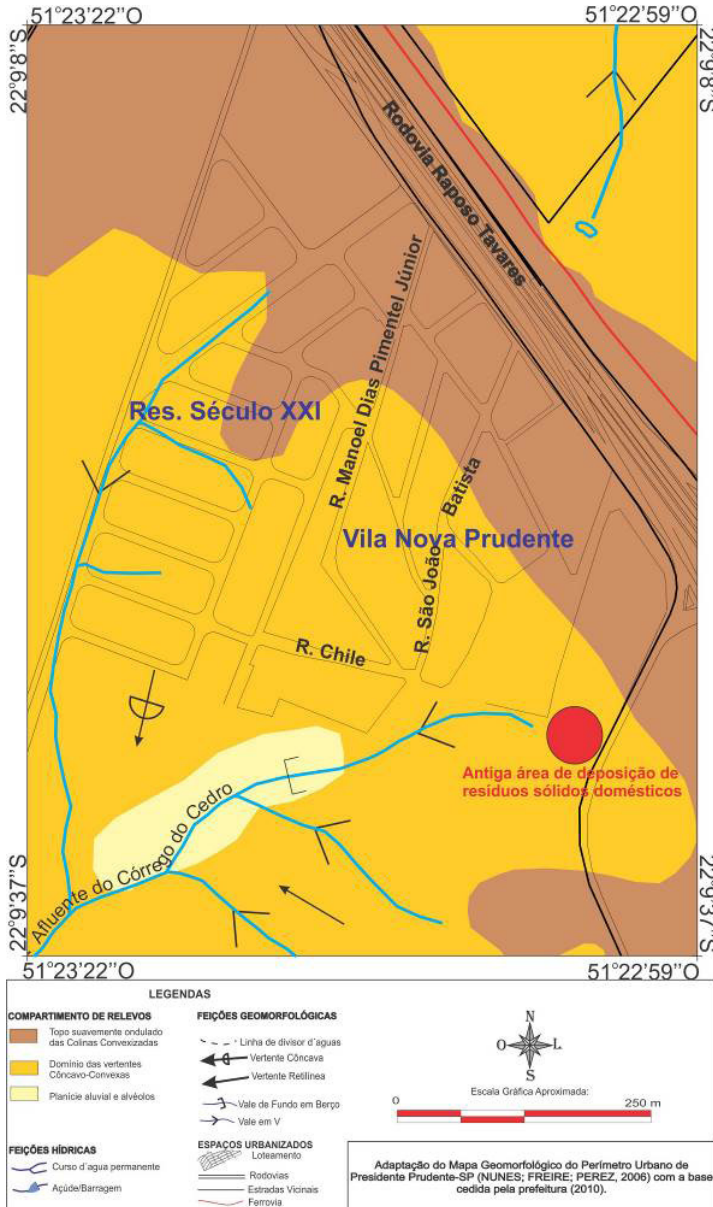 51°23'22"O
51°22'59"O
22°9'8"S
22°9'8"S
Rodovia Raposo Tavares
R. Manoel Dias Pimentel Júnior
Res. Século XXI
Batista
Vila Nova Prudente
R. São João
R. Chile
Antiga área de deposição de
resíduos sólidos domésticos
Afluente do Córrego do Cedro
22°9'37"S
22°9'37"S
51°23'22"O
51°22'59"O
LEGENDAS
COMPARTIMENTO DE RELEVOS
Topo suavemente ondulado
das Colinas Convexizadas
Domínio das vertentes
Côncavo-Convexas
Planície aluvial e alvéolos
FEIÇÕES HÍDRICAS
Curso d'agua permanente
Açúde/Barragem
FEIÇÕES GEOMORFOLÓGICAS
Linha de divisor d'aguas
Vertente Côncava
Vertente Retilínea
Vale de Fundo em Berço
Vale em V
ESPAÇOS URBANIZADOS
Loteamento
Rodovias
Estradas Vicinais
Ferrovia
N
O
L
S
Escala Gráfica Aproximada:
0
250 m
Adaptação do Mapa Geomorfológico do Perímetro Urbano de
Presidente Prudente-SP (NUNES; FREIRE; PEREZ, 2006) com a base
cedida pela prefeitura (2010).